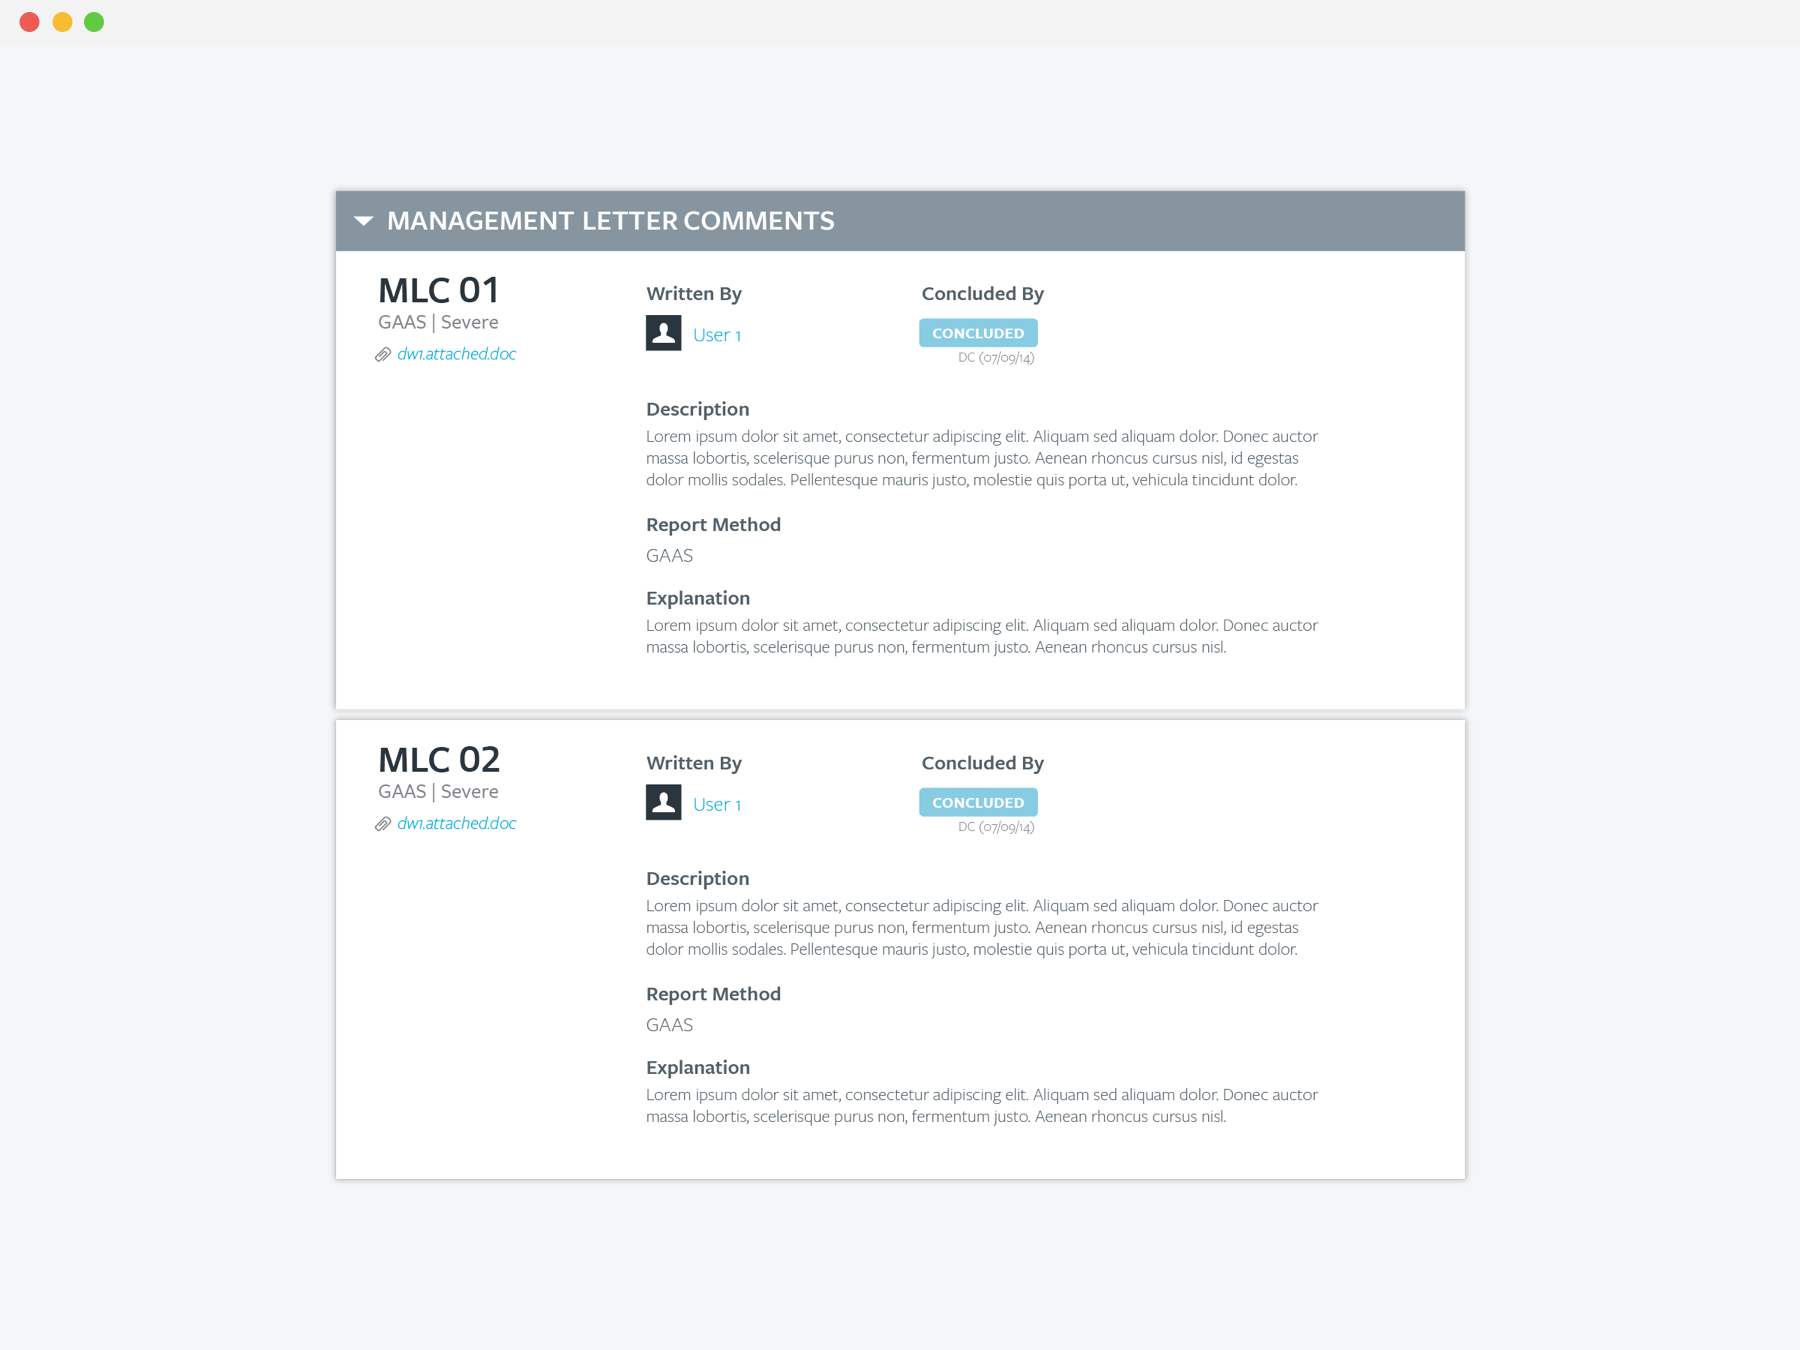 MANAGEMENT LETTER COMMENTS
MLC 01
GAAS | Severe
dw1.attached.doc
Written By
User 1
Concluded By
CONCLUDED
DC (07/09/14)
Description
Lorem ipsum dolor sit amet, consectetur adipiscing elit. Aliquam sed aliquam dolor. Donec auctor
massa lobortis, scelerisque purus non, fermentum justo. Aenean rhoncus cursus nisl, id egestas
dolor mollis sodales. Pellentesque mauris justo, molestie quis porta ut, vehicula tincidunt dolor.
Report Method
GAAS
Explanation
Lorem ipsum dolor sit amet, consectetur adipiscing elit. Aliquam sed aliquam dolor. Donec auctor
massa lobortis, scelerisque purus non, fermentum justo. Aenean rhoncus cursus nisl.
MLC 02
GAAS | Severe
dw1.attached.doc
Written By
User 1
Concluded By
CONCLUDED
DC (07/09/14)
Description
Lorem ipsum dolor sit amet, consectetur adipiscing elit. Aliquam sed aliquam dolor. Donec auctor
massa lobortis, scelerisque purus non, fermentum justo. Aenean rhoncus cursus nisl, id egestas
dolor mollis sodales. Pellentesque mauris justo, molestie quis porta ut, vehicula tincidunt dolor.
Report Method
GAAS
Explanation
Lorem ipsum dolor sit amet, consectetur adipiscing elit. Aliquam sed aliquam dolor. Donec auctor
massa lobortis, scelerisque purus non, fermentum justo. Aenean rhoncus cursus nisl.